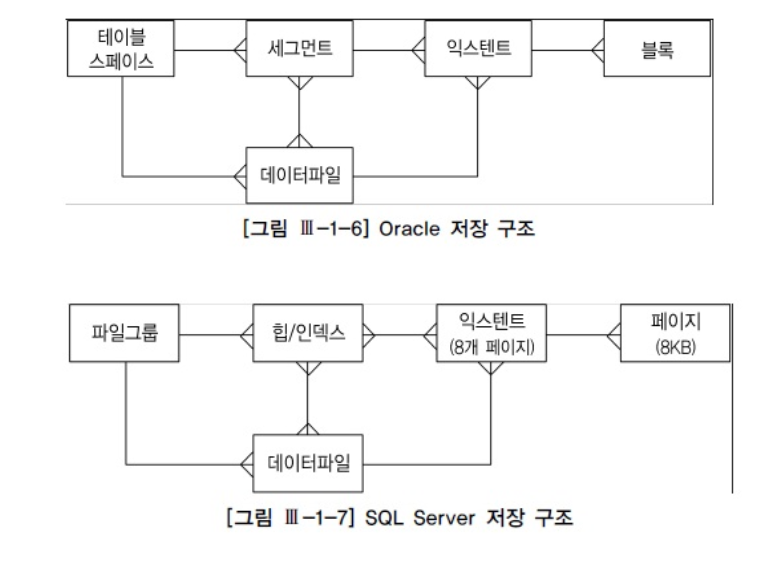 테이블
스페이스
세그먼트
익스텐트
블록
데이터파일
[그림 Ⅲ-1-6] Oracle 저장 구조
파일그룹
힙/인덱스
익스텐트
(8개 페이지)
페이지
(8KB)
데이터파일
[그림 Ⅲ-1-7] SQL Server 저장 구조